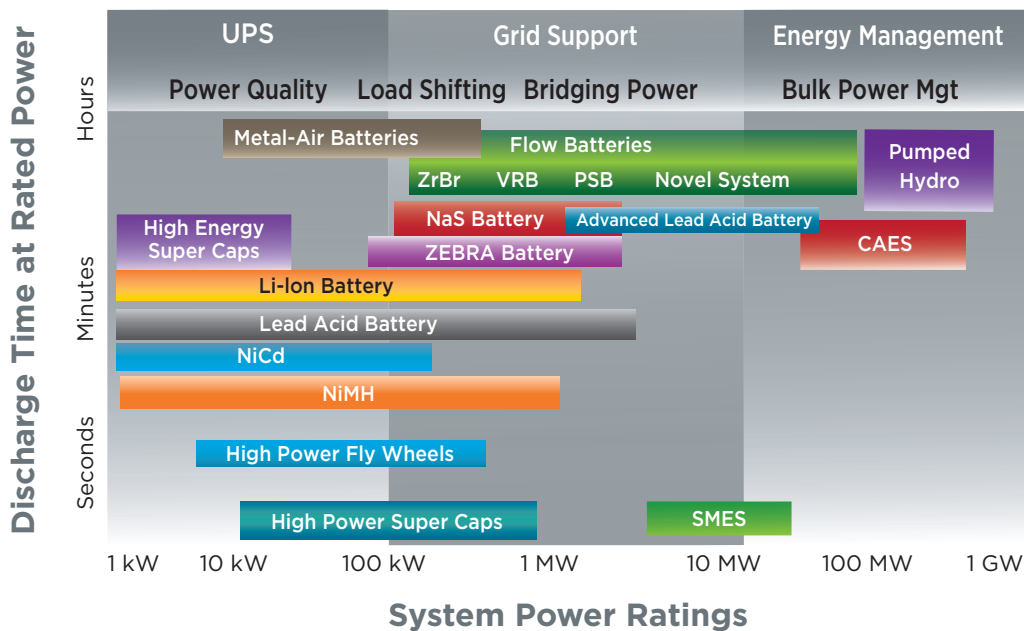 UPS
Grid Support
Energy Management
Power Quality
Load Shifting
Bridging Power
Bulk Power Mgt
Discharge Time at Rated Power
Hours
Minutes
Seconds
Metal-Air Batteries
Flow Batteries
ZrBr VRB PSB Novel System
Pumped
Hydro
High Energy
Super Caps
NaS Battery
Advanced Lead Acid Battery
ZEBRA Battery
CAES
Li-Ion Battery
Lead Acid Battery
NiCd
NiMH
High Power Fly Wheels
High Power Super Caps
SMES
1 kW 10 kW 100 kW 1 MW 10 MW 100 MW 1 GW
System Power Ratings